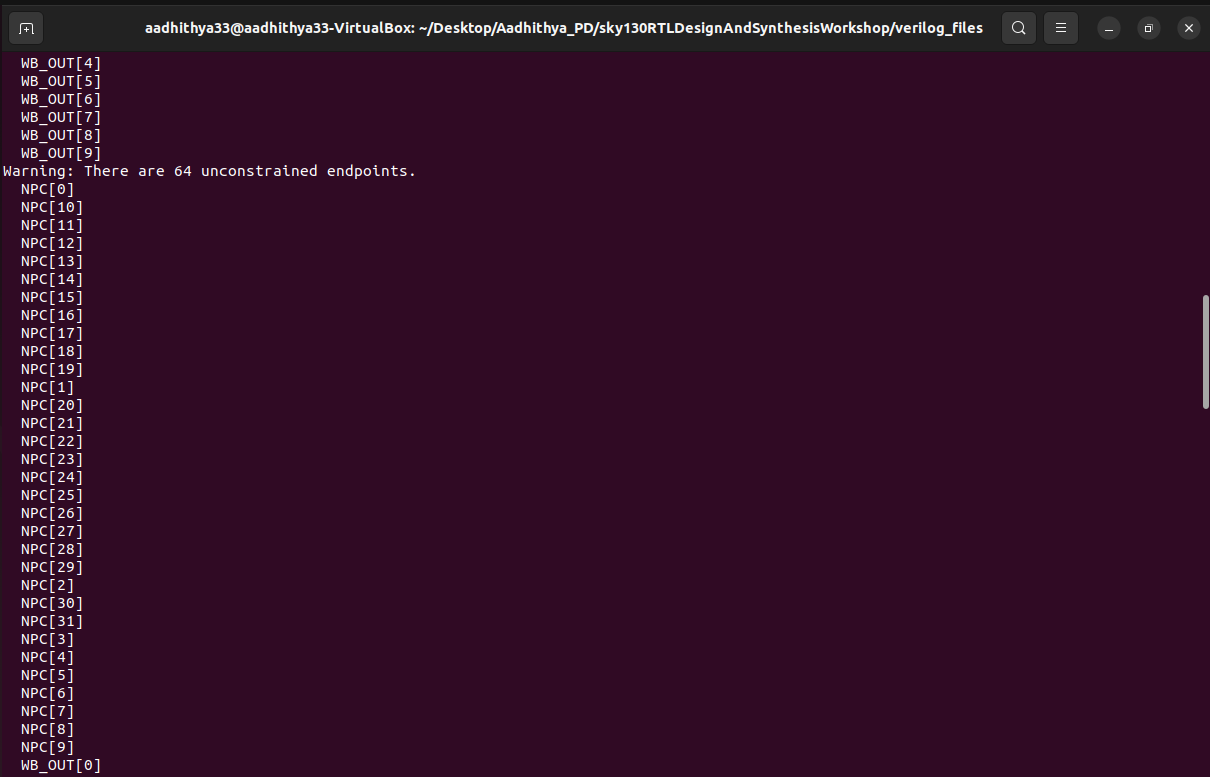 aadhithya33@aadhithya33-VirtualBox: ~/Desktop/Aadhithya_PD/sky130RTLDesignAndSynthesisWorkshop/verilog_files
WB_OUT[4]
WB_OUT[5]
WB_OUT[6]
WB_OUT[7]
WB_OUT[8]
WB_OUT[9]
Warning: There are 64 unconstrained endpoints.
NPC[0]
NPC[10]
NPC[11]
NPC[12]
NPC[13]
NPC[14]
NPC[15]
NPC[16]
NPC[17]
NPC[18]
NPC[19]
NPC[1]
NPC[20]
NPC[21]
NPC[22]
NPC[23]
NPC[24]
NPC[25]
NPC[26]
NPC[27]
NPC[28]
NPC[29]
NPC[2]
NPC[30]
NPC[31]
NPC[3]
NPC[4]
NPC[5]
NPC[6]
NPC[7]
NPC[8]
NPC[9]
WB_OUT[0]